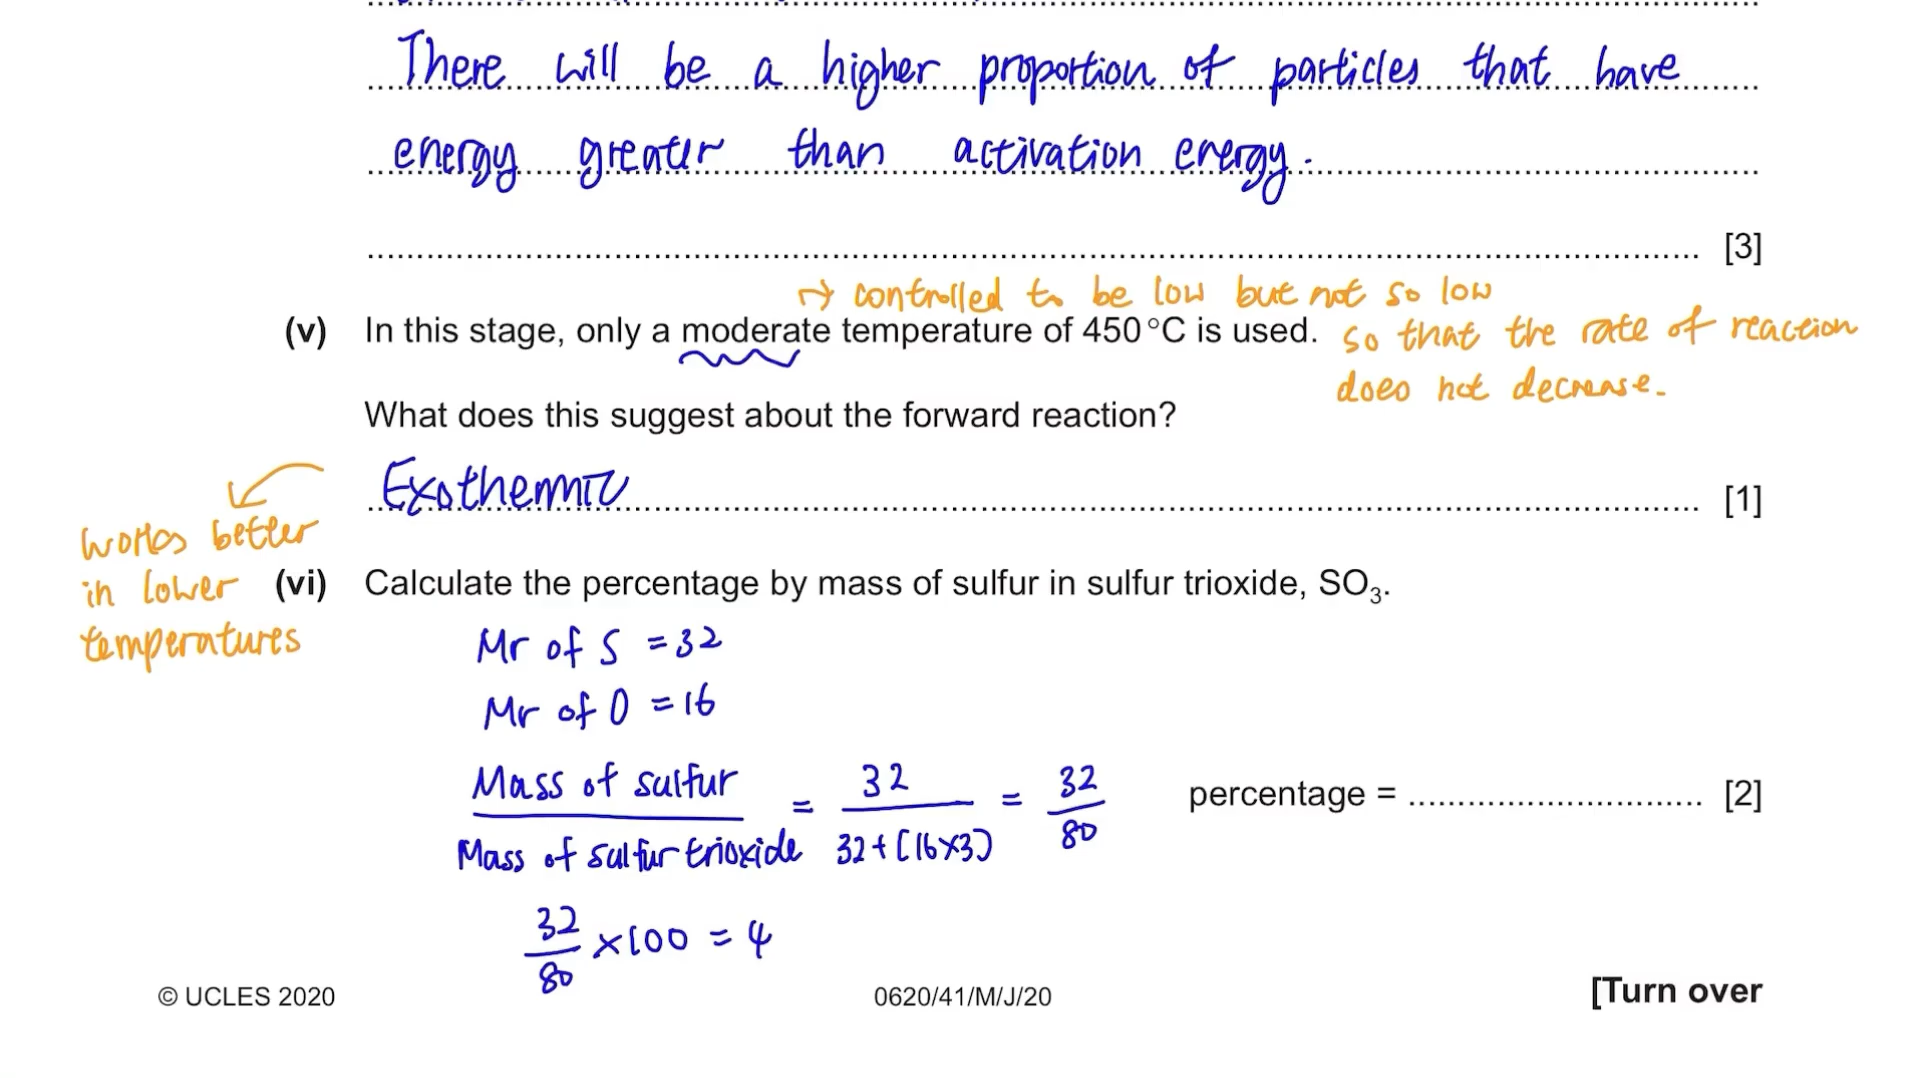 There will be a higher proportion of particles that have
energy greater than activation energy.
[3]
→ controlled to be low but not so low
(v) In this stage, only a moderate temperature of 450 °C is used. so that the rate of reaction
does not decrease.
What does this suggest about the forward reaction?
Exothermic [1]
works better
in lower
temperatures
(vi) Calculate the percentage by mass of sulfur in sulfur trioxide, SO₃.
Mr of S = 32
Mr of O = 16
Mass of sulfur / Mass of sulfur trioxide = 32 / 32+(16×3) = 32 / 80
percentage = .............................. [2]
32 / 80 ×100 = 4
© UCLES 2020
0620/41/M/J/20
[Turn over